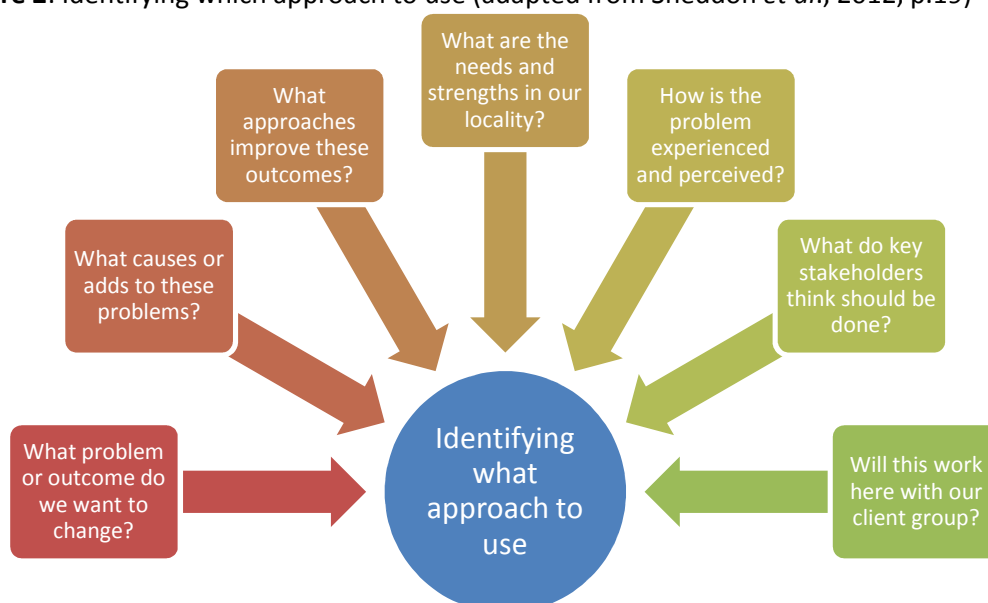 2: Identifying which approach to use (adapted from Sheddon et al., 2012, p.19)
What are the
needs and
strengths in our
locality?
What
approaches
improve these
outcomes?
How is the
problem
experienced
and perceived?
What causes or
adds to these
problems?
What do key
stakeholders
think should be
done?
What problem
or outcome do
we want to
change?
Identifying
what
approach to
use
Will this work
here with our
client group?